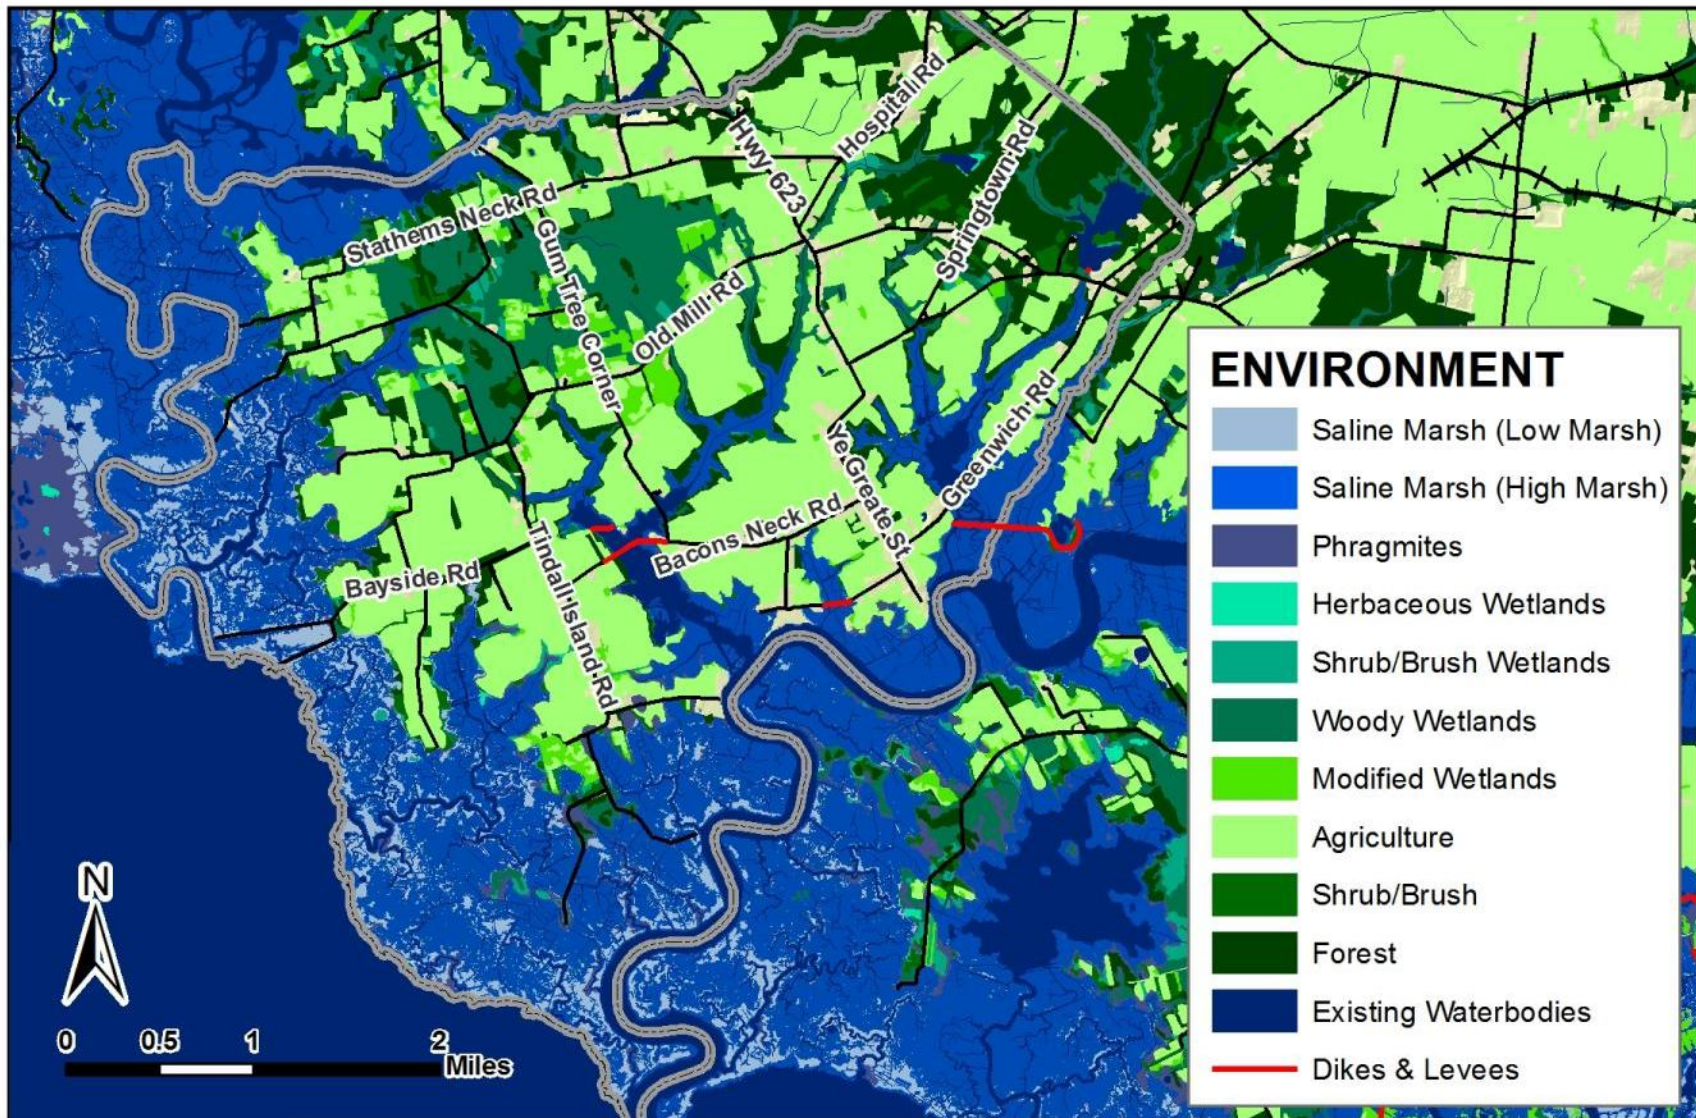 Hospital Rd
Hwy 623
Springtown Rd
Stathems Neck Rd
Gum Tree Corner
Old Mill Rd
Ye Greate St
Greenwich Rd
Bacons Neck Rd
Tindall Island Rd
Bayside Rd
N
0 0.5 1 2
Miles
ENVIRONMENT
Saline Marsh (Low Marsh)
Saline Marsh (High Marsh)
Phragmites
Herbaceous Wetlands
Shrub/Brush Wetlands
Woody Wetlands
Modified Wetlands
Agriculture
Shrub/Brush
Forest
Existing Waterbodies
Dikes & Levees